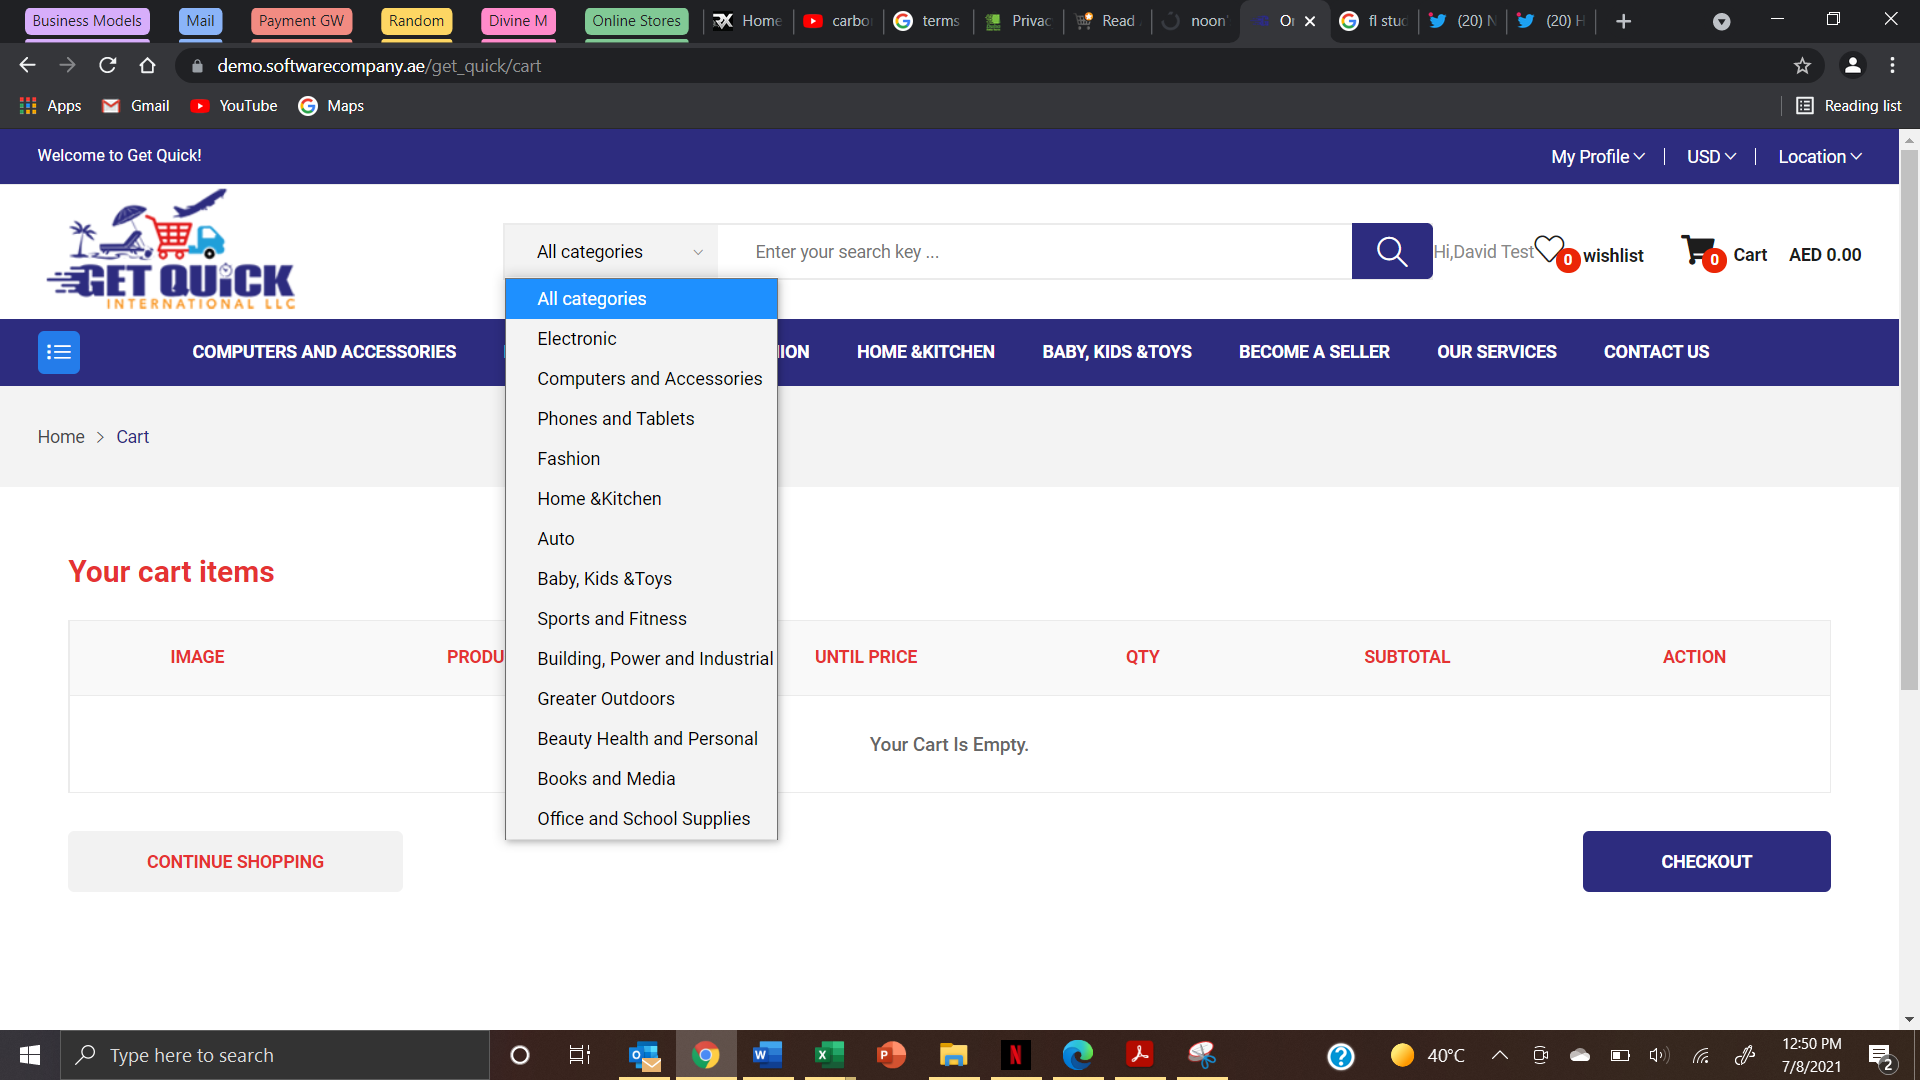 Business Models
Mail
Payment GW
Random
Divine M
Online Stores
Home
carbo
terms
Privac
Read
noon'
fl stud
(20) N
(20) H
demo.softwarecompany.ae/get_quick/cart
Apps
Gmail
YouTube
Maps
Reading list
Welcome to Get Quick!
My Profile
USD
Location
GET QUICK
INTERNATIONAL LLC
All categories
Enter your search key ...
Hi,David Test
0
wishlist
0
Cart
AED 0.00
All categories
Electronic
Computers and Accessories
Phones and Tablets
Fashion
Home &Kitchen
Auto
Baby, Kids &Toys
Sports and Fitness
Building, Power and Industrial
Greater Outdoors
Beauty Health and Personal
Books and Media
Office and School Supplies
COMPUTERS AND ACCESSORIES
ION
HOME &KITCHEN
BABY, KIDS &TOYS
BECOME A SELLER
OUR SERVICES
CONTACT US
Home > Cart
Your cart items
IMAGE
PRODU
UNTIL PRICE
QTY
SUBTOTAL
ACTION
Your Cart Is Empty.
CONTINUE SHOPPING
CHECKOUT
Type here to search
40°C
12:50 PM
7/8/2021
2